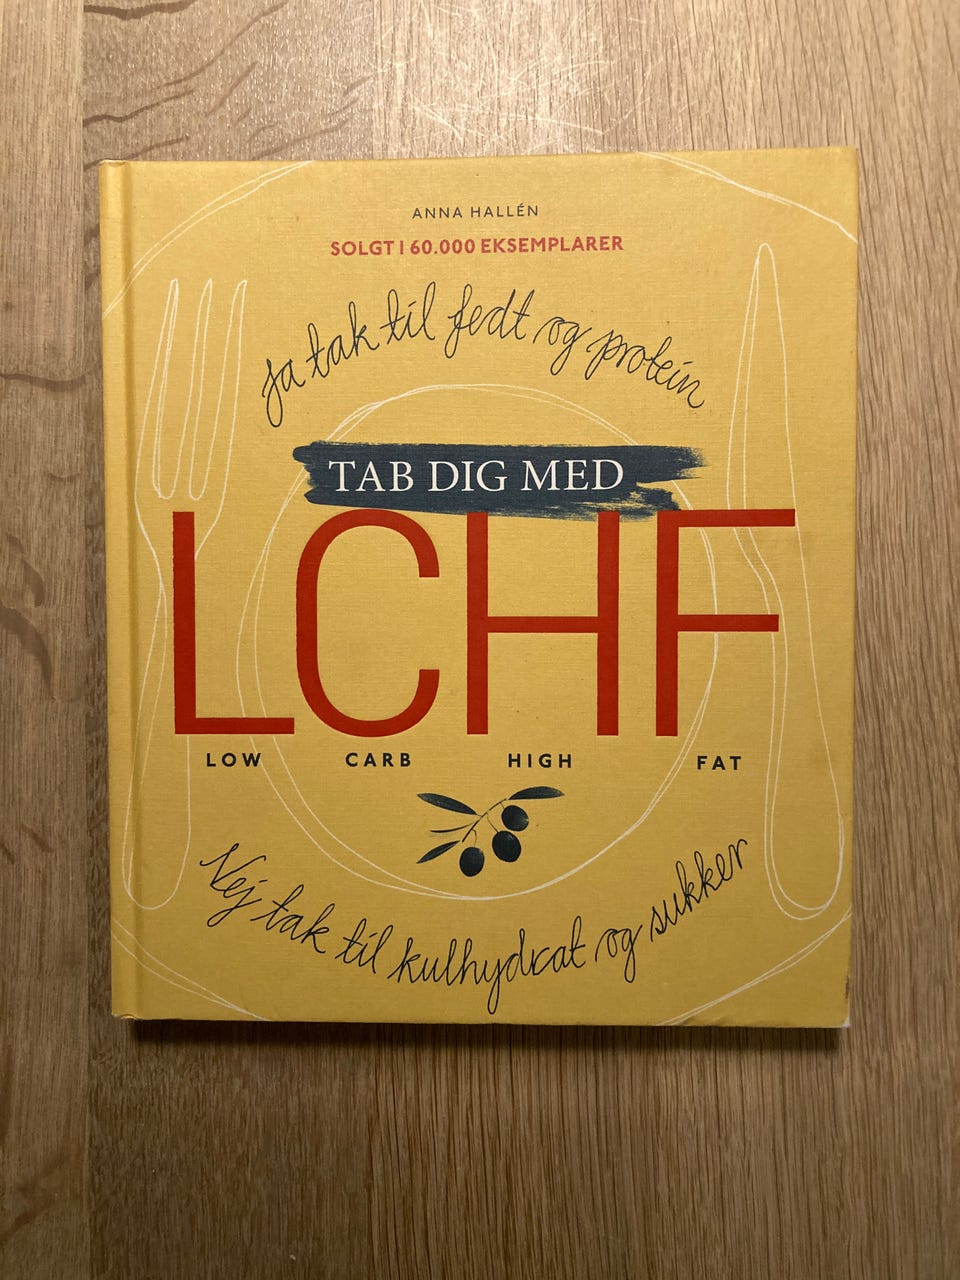 ANNA HALLÉN
SOLGT I 60.000 EKSEMPLARER
Ja tak til fedt og protein
TAB DIG MED
LCHF
LOW CARB HIGH FAT
Nej tak til kulhydrat og sukker